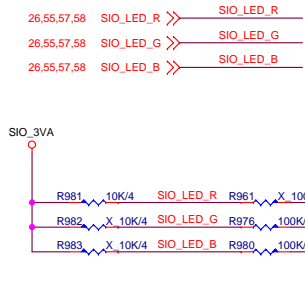 26,55,57,58 SIO_LED_R SIO_LED_R
26,55,57,58 SIO_LED_G SIO_LED_G
26,55,57,58 SIO_LED_B SIO_LED_B
SIO_3VA
R981 10K/4 SIO_LED_R R961 X_100
R982 X_10K/4 SIO_LED_G R976 100K/
R983 X_10K/4 SIO_LED_B R980 100K/